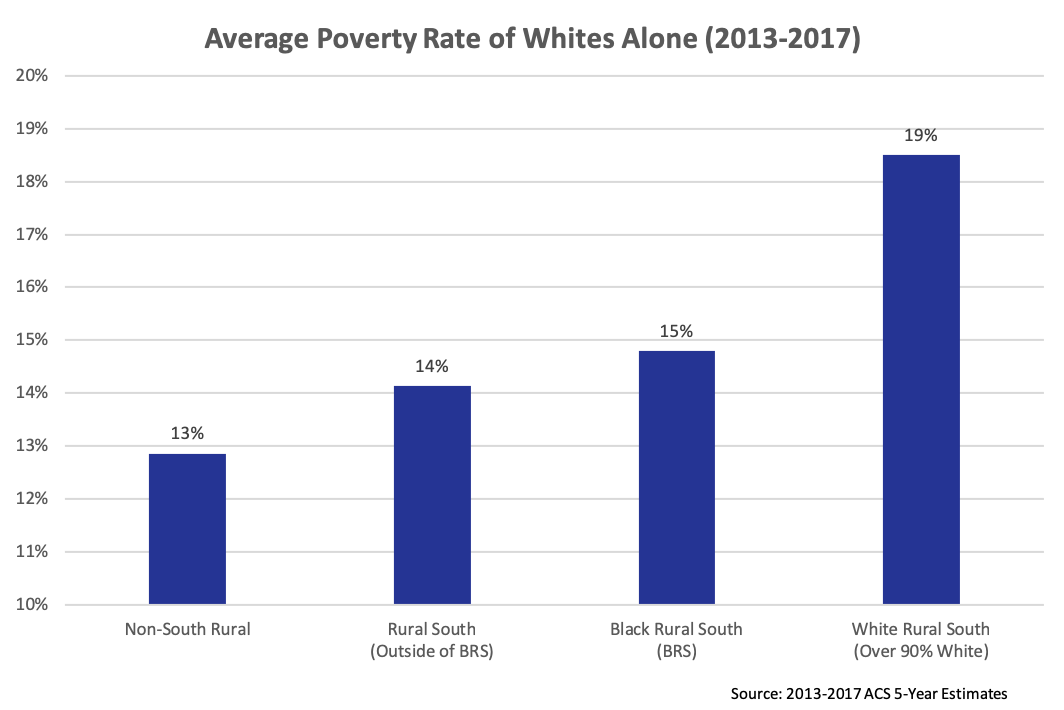 Average Poverty Rate of Whites Alone (2013-2017)
20%
19%
18%
17%
16%
15%
14%
13%
12%
11%
10%
13%
14%
15%
19%
Non-South Rural
Rural South
(Outside of BRS)
Black Rural South
(BRS)
White Rural South
(Over 90% White)
Source: 2013-2017 ACS 5-Year Estimates